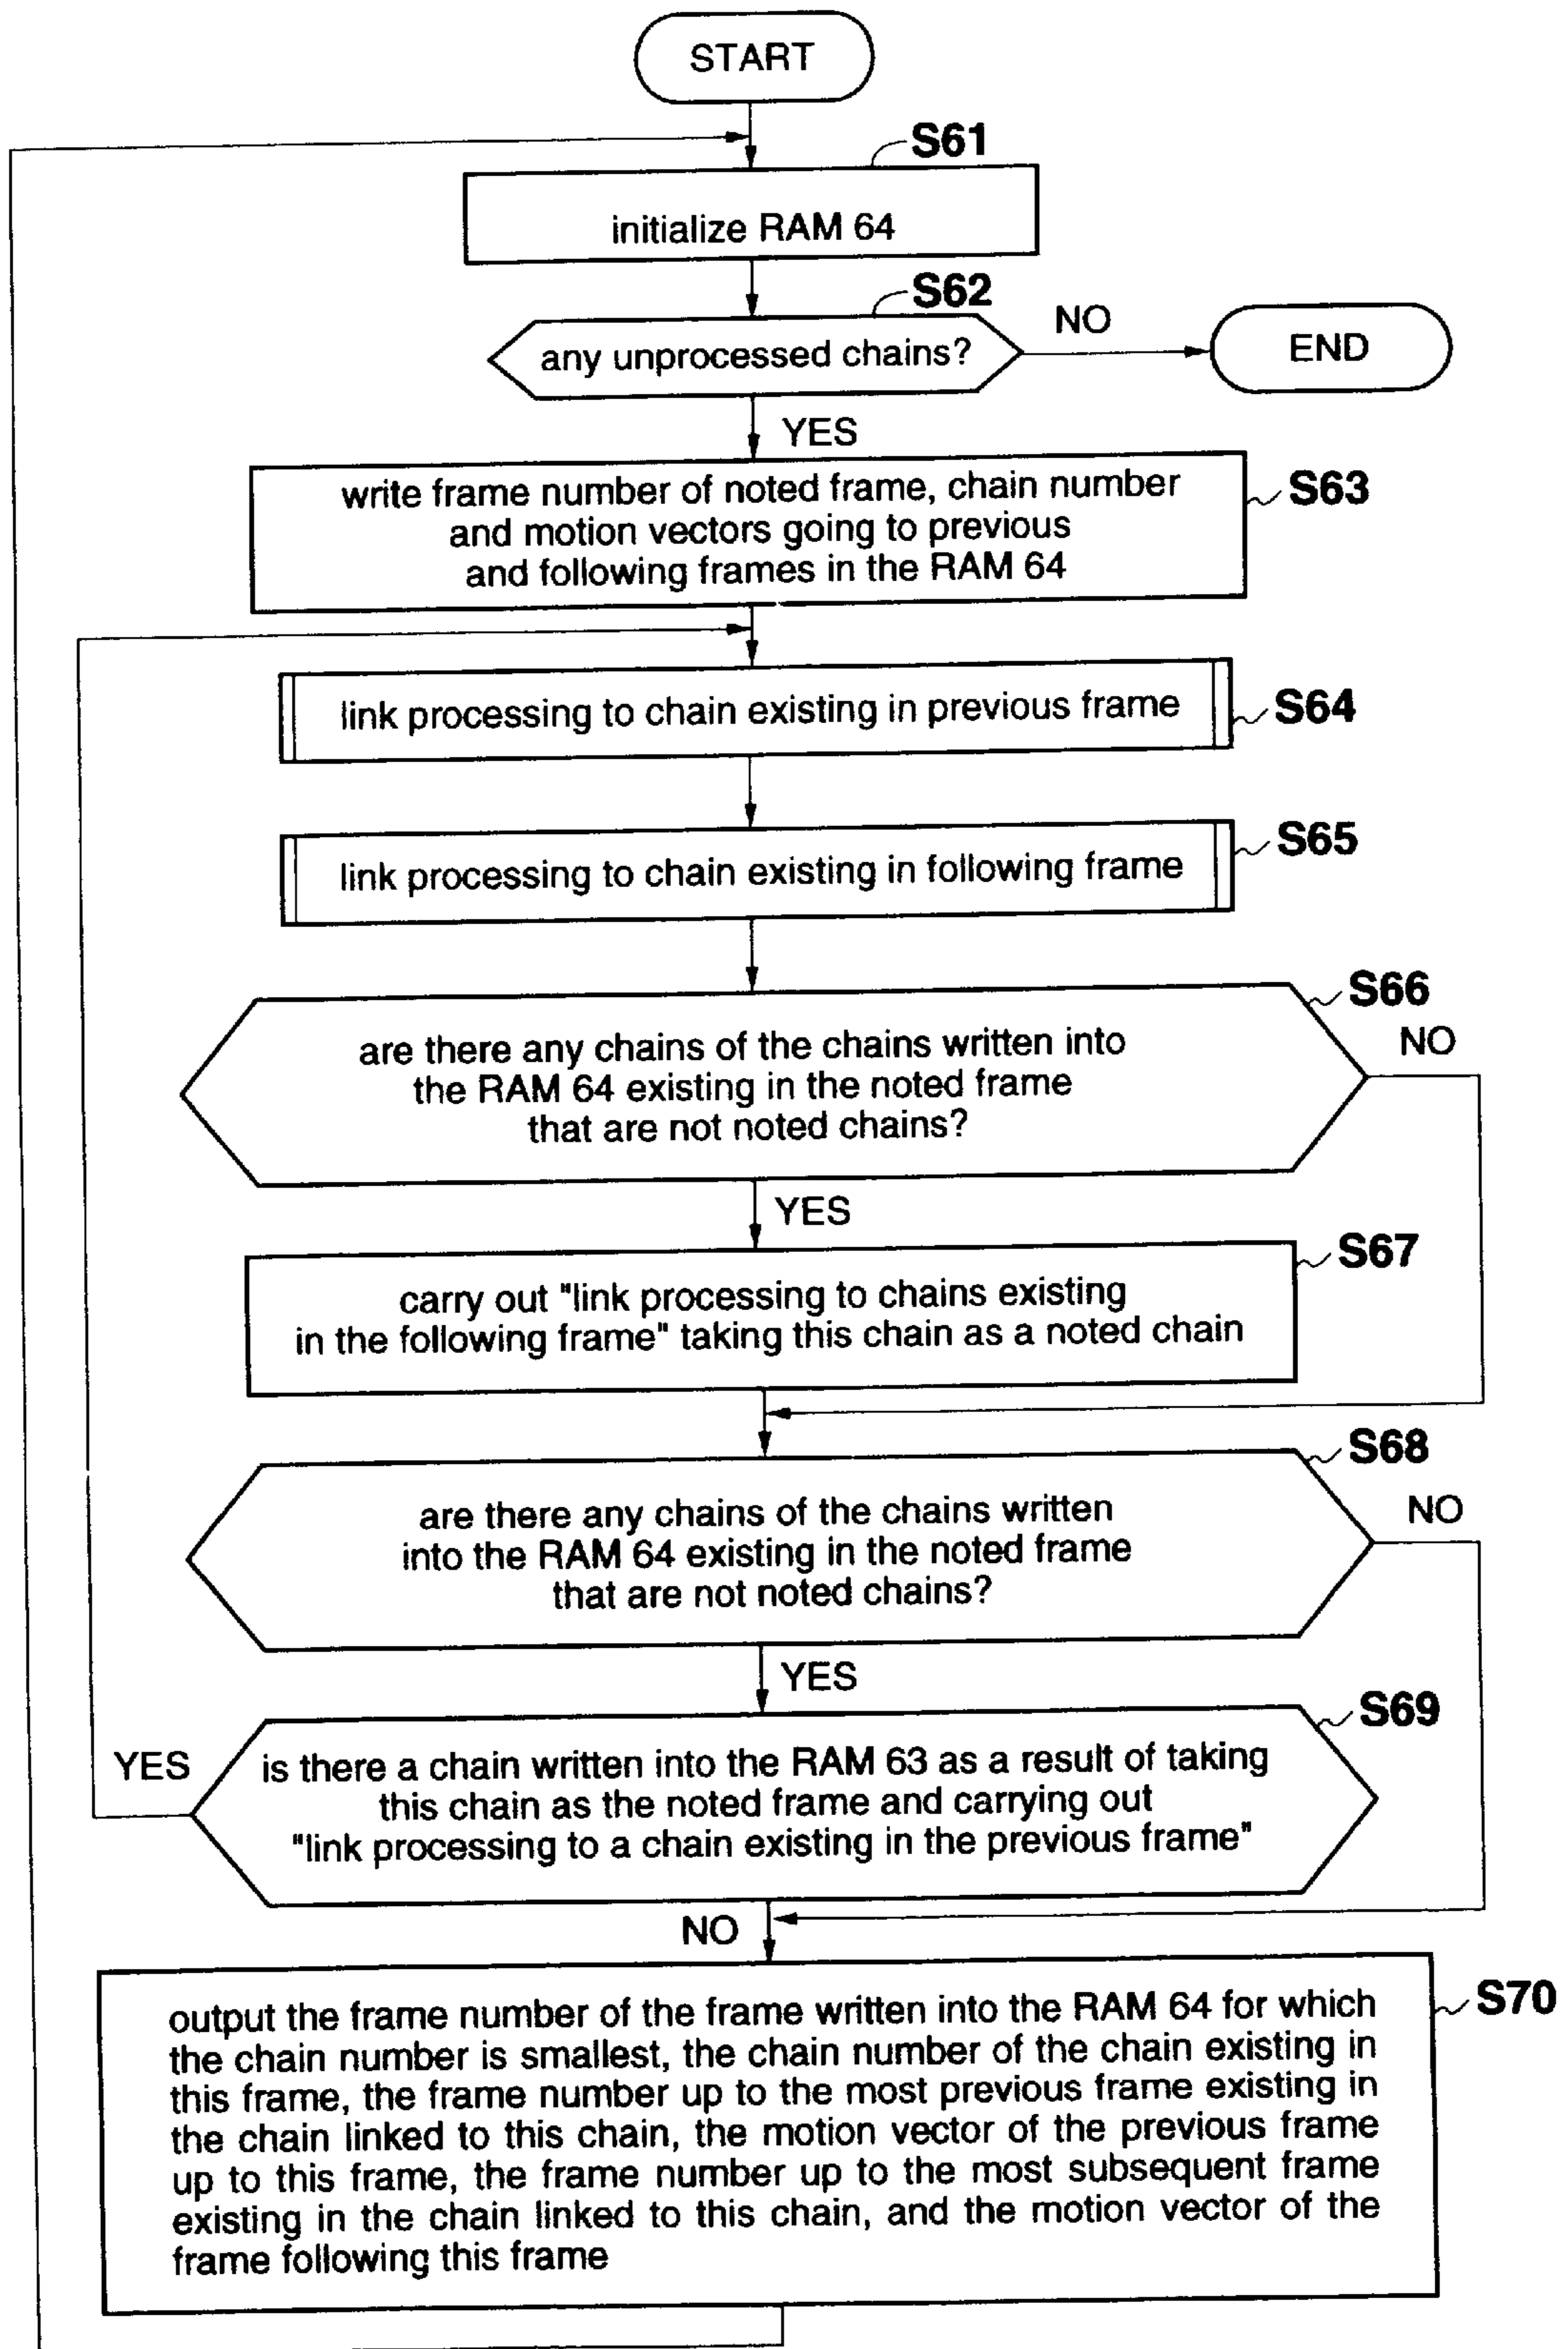 START
S61
initialize RAM 64
S62
any unprocessed chains?
NO
END
YES
write frame number of noted frame, chain number
and motion vectors going to previous
and following frames in the RAM 64
S63
link processing to chain existing in previous frame
S64
link processing to chain existing in following frame
S65
S66
are there any chains of the chains written into
the RAM 64 existing in the noted frame
that are not noted chains?
NO
YES
S67
carry out "link processing to chains existing
in the following frame" taking this chain as a noted chain
S68
are there any chains of the chains written
into the RAM 64 existing in the noted frame
that are not noted chains?
NO
YES
S69
YES
is there a chain written into the RAM 63 as a result of taking
this chain as the noted frame and carrying out
"link processing to a chain existing in the previous frame"
NO
S70
output the frame number of the frame written into the RAM 64 for which
the chain number is smallest, the chain number of the chain existing in
this frame, the frame number up to the most previous frame existing in
the chain linked to this chain, the motion vector of the previous frame
up to this frame, the frame number up to the most subsequent frame
existing in the chain linked to this chain, and the motion vector of the
frame following this frame